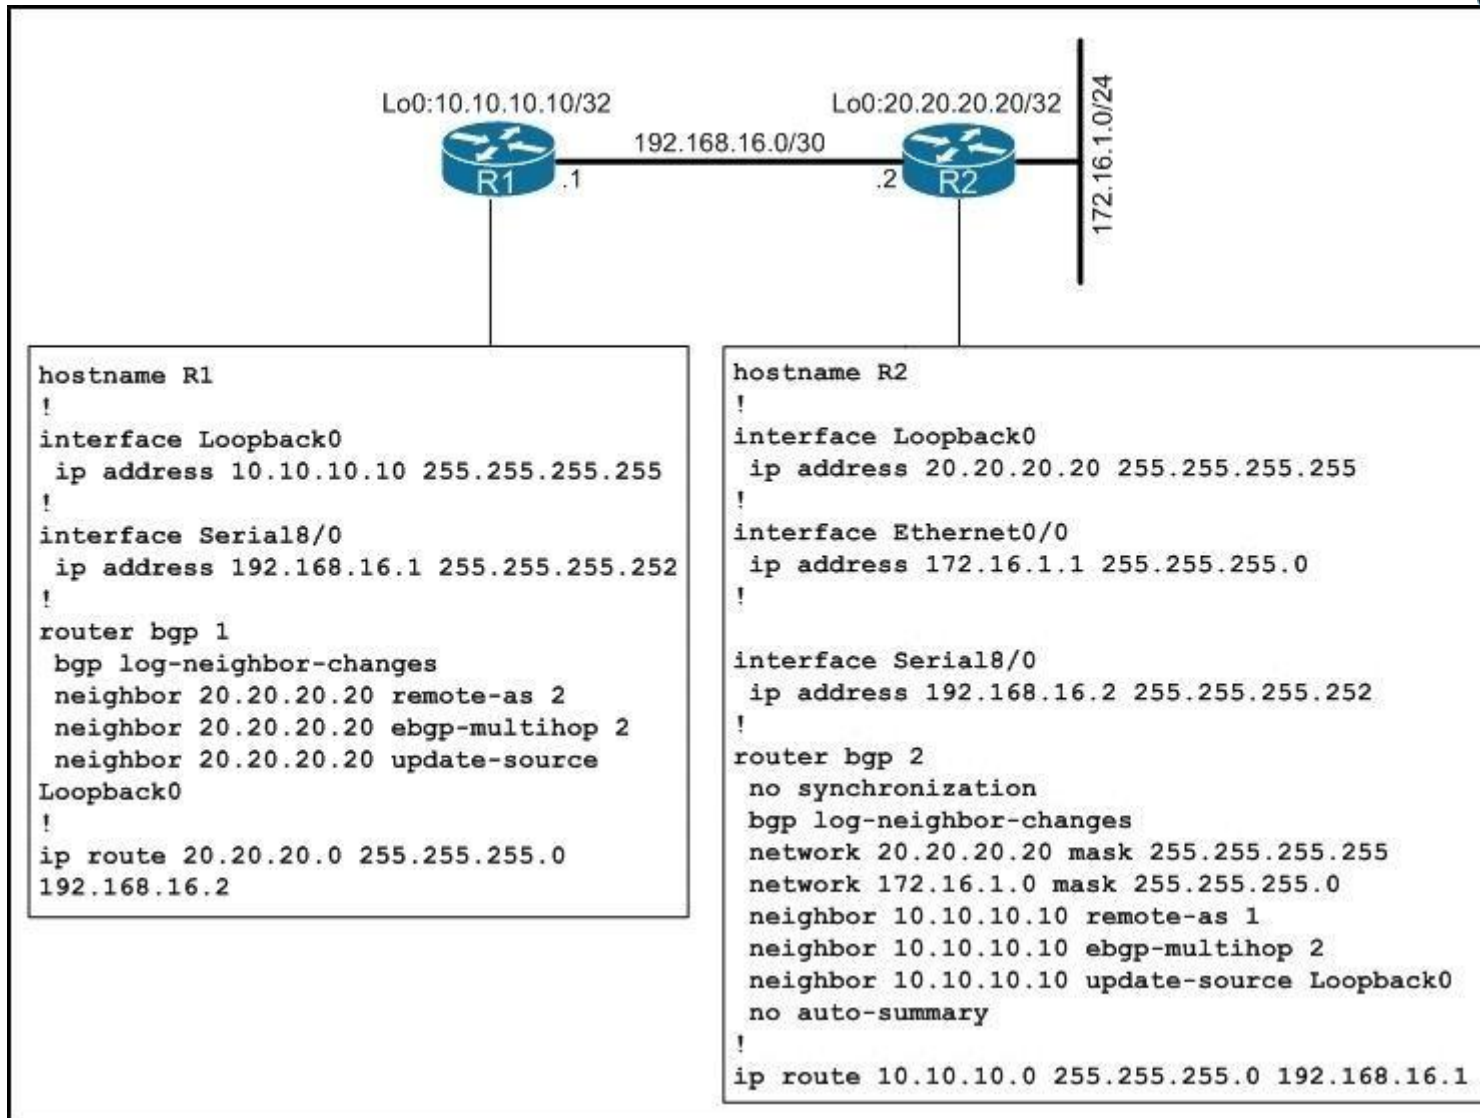 Lo0:10.10.10.10/32
Lo0:20.20.20.20/32
192.168.16.0/30
172.16.1.0/24
R1
.1
.2
R2
hostname R1
!
interface Loopback0
ip address 10.10.10.10 255.255.255.255
!
interface Serial8/0
ip address 192.168.16.1 255.255.255.252
!
router bgp 1
bgp log-neighbor-changes
neighbor 20.20.20.20 remote-as 2
neighbor 20.20.20.20 ebgp-multihop 2
neighbor 20.20.20.20 update-source
Loopback0
!
ip route 20.20.20.0 255.255.255.0
192.168.16.2
hostname R2
!
interface Loopback0
ip address 20.20.20.20 255.255.255.255
!
interface Ethernet0/0
ip address 172.16.1.1 255.255.255.0
!
interface Serial8/0
ip address 192.168.16.2 255.255.255.252
!
router bgp 2
no synchronization
bgp log-neighbor-changes
network 20.20.20.20 mask 255.255.255.255
network 172.16.1.0 mask 255.255.255.0
neighbor 10.10.10.10 remote-as 1
neighbor 10.10.10.10 ebgp-multihop 2
neighbor 10.10.10.10 update-source Loopback0
no auto-summary
!
ip route 10.10.10.0 255.255.255.0 192.168.16.1